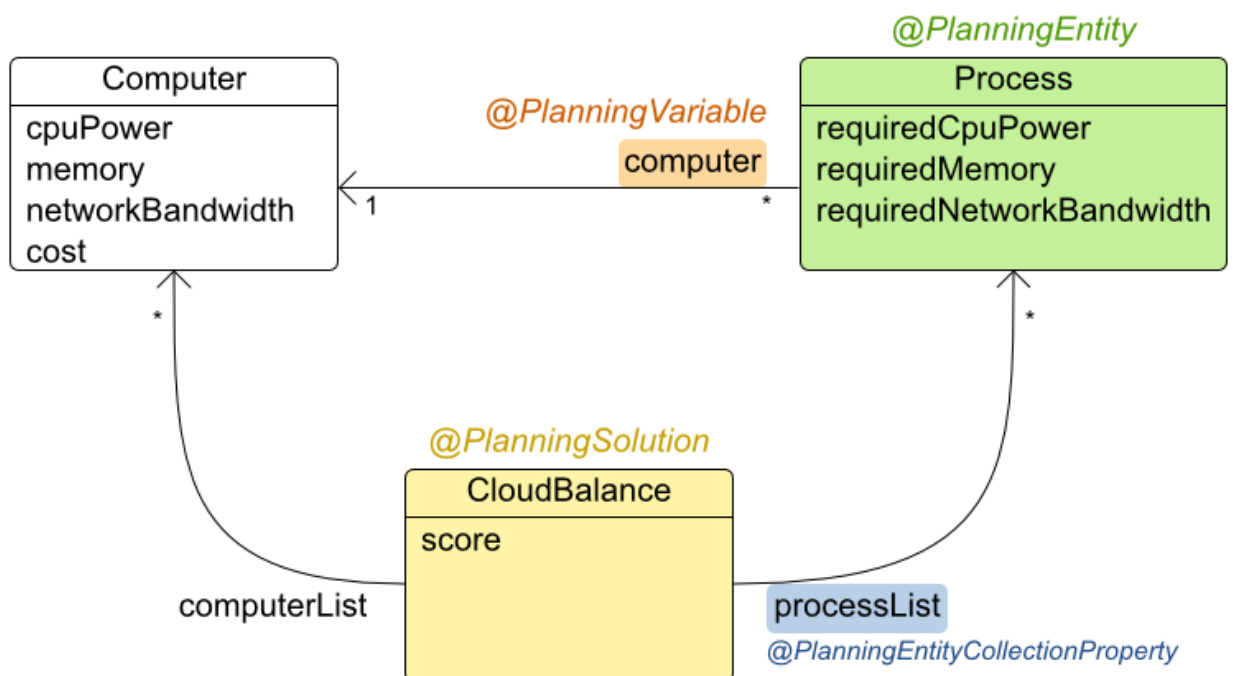 @PlanningEntity
Computer
cpuPower
memory
networkBandwidth
cost
@PlanningVariable
computer
1
*
Process
requiredCpuPower
requiredMemory
requiredNetworkBandwidth
*
*
@PlanningSolution
CloudBalance
score
computerList
processList
@PlanningEntityCollectionProperty